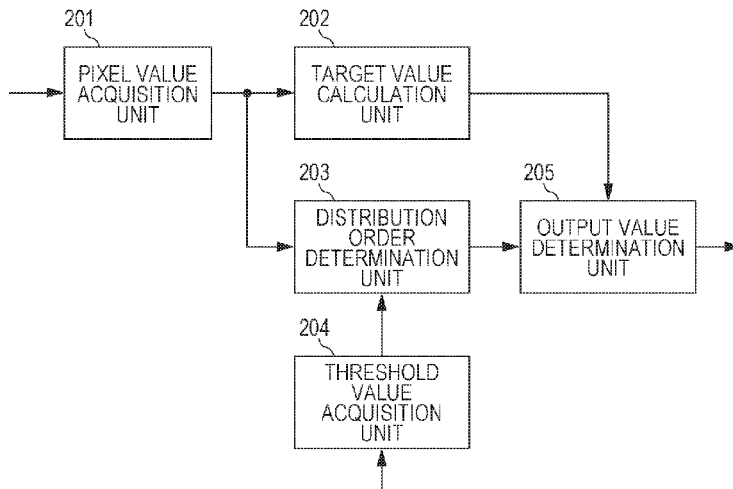 201
PIXEL VALUE
ACQUISITION
UNIT
202
TARGET VALUE
CALCULATION
UNIT
203
DISTRIBUTION
ORDER
DETERMINATION
UNIT
205
OUTPUT VALUE
DETERMINATION
UNIT
204
THRESHOLD
VALUE
ACQUISITION
UNIT